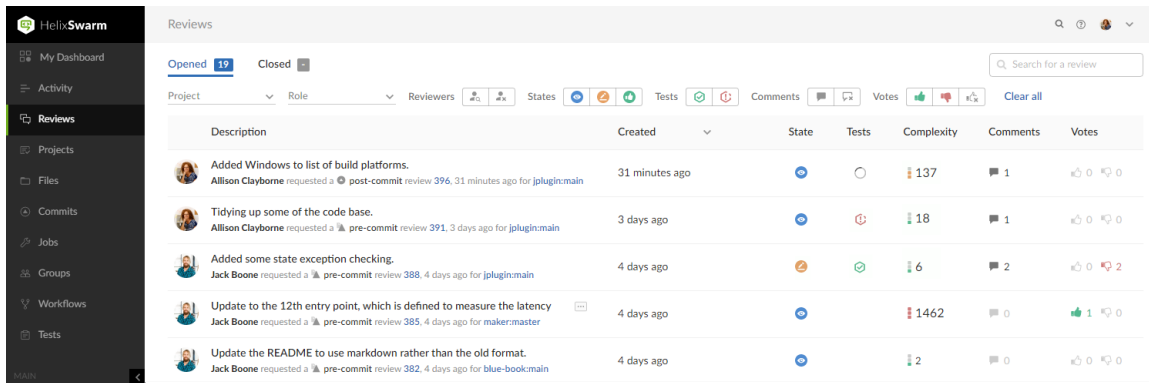 HelixSwarm
Reviews
My Dashboard
Activity
Reviews
Projects
Files
Commits
Jobs
Groups
Workflows
Tests
MAIN
Opened 19 Closed -
Search for a review
Project Role Reviewers States Tests Comments Votes Clear all
Description Created State Tests Complexity Comments Votes
Added Windows to list of build platforms.
Allison Clayborne requested a post-commit review 396, 31 minutes ago for jplugin:main
31 minutes ago 137 1 0 0
Tidying up some of the code base.
Allison Clayborne requested a pre-commit review 391, 3 days ago for jplugin:main
3 days ago 18 1 0 0
Added some state exception checking.
Jack Boone requested a pre-commit review 388, 4 days ago for jplugin:main
4 days ago 6 2 0 2
Update to the 12th entry point, which is defined to measure the latency
Jack Boone requested a pre-commit review 385, 4 days ago for maker:master
4 days ago 1462 0 1 0
Update the README to use markdown rather than the old format.
Jack Boone requested a pre-commit review 382, 4 days ago for blue-book:main
4 days ago 2 0 0 0